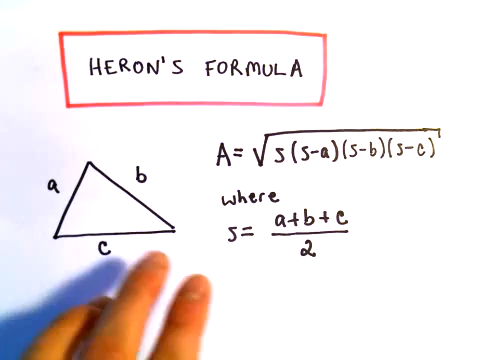 HERON'S FORMULA
A = √s(s-a)(s-b)(s-c)
a
b
where
s = a+b+c
2
c